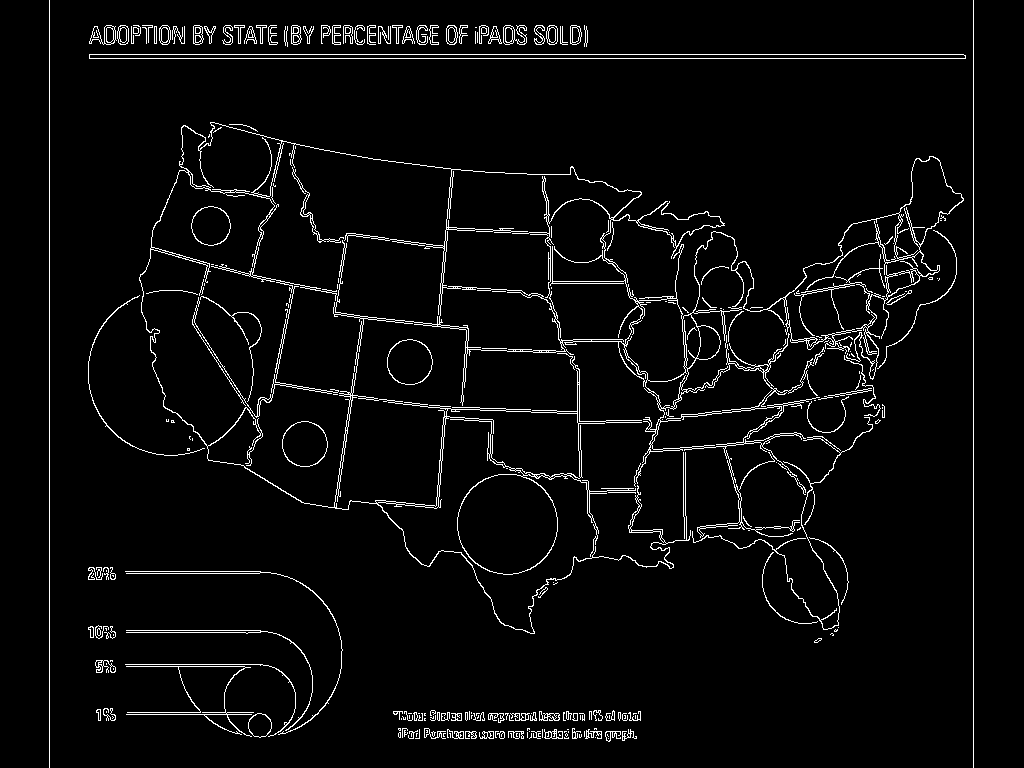 ADOPTION BY STATE (BY PERCENTAGE OF iPADS SOLD)
20%
10%
5%
1%
*Note: States that represent less than 1% of total
iPad Purchases were not included in this graph.